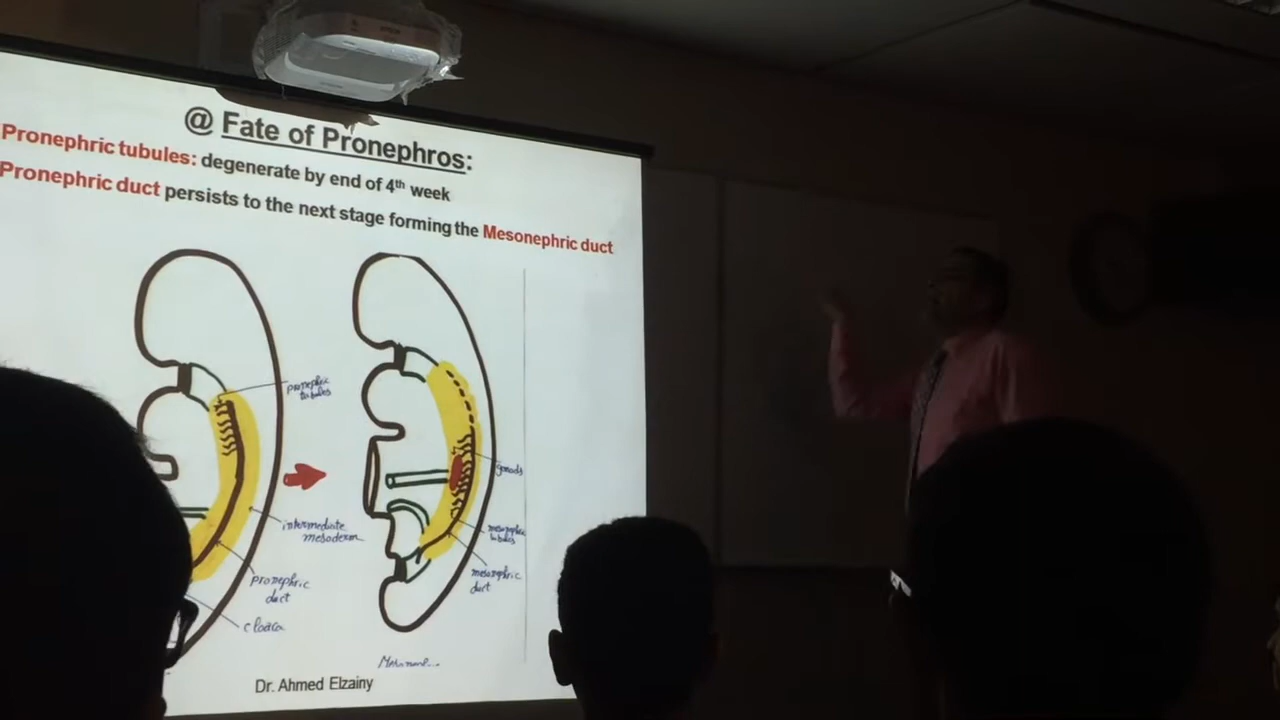 @ Fate of Pronephros:
Pronephric tubules: degenerate by end of 4th week
Pronephric duct persists to the next stage forming the Mesonephric duct
pronephric
tubules
intermediate
mesoderm
pronephric
duct
cloaca
gonads
mesonephric
tubules
mesonephric
duct
Dr. Ahmed Elzainy